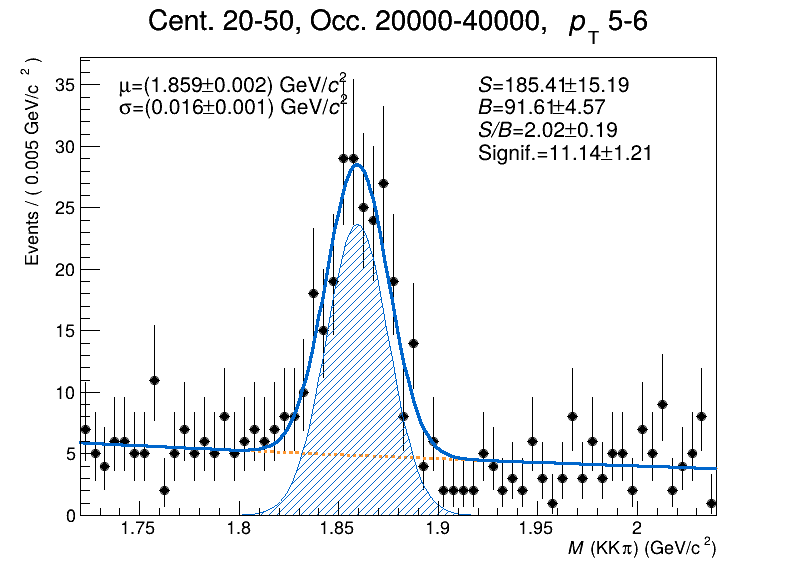 Cent. 20-50, Occ. 20000-40000, pT 5-6
Events / ( 0.005 GeV/c 2 )
μ=(1.859±0.002) GeV/c2
σ=(0.016±0.001) GeV/c2
S=185.41±15.19
B=91.61±4.57
S/B=2.02±0.19
Signif.=11.14±1.21
35
30
25
20
15
10
5
0
1.75 1.8 1.85 1.9 1.95 2
M (KKπ) (GeV/c2)